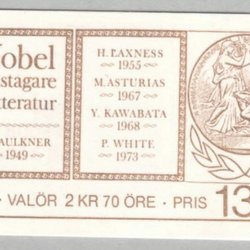 Nobel
stagare
tteratur
AULKNER
1949
H. LAXNESS
1955
M. ASTURIAS
1967
Y. KAWABATA
1968
P. WHITE
1973
· VALÖR 2 KR 70 ÖRE · PRIS 13